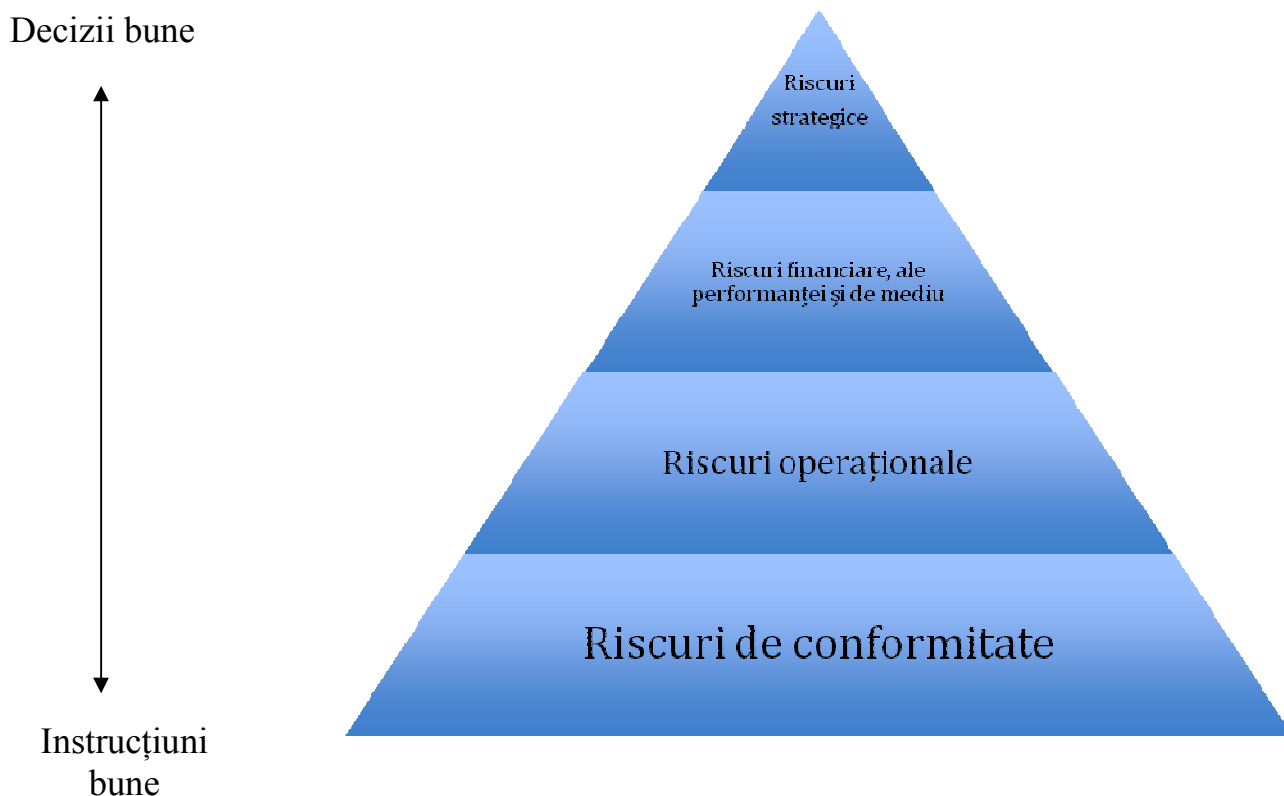 Decizii bune
Riscuri
strategice
Riscuri financiare, ale
performanței și de mediu
Riscuri operaționale
Riscuri de conformitate
Instrucțiuni
bune